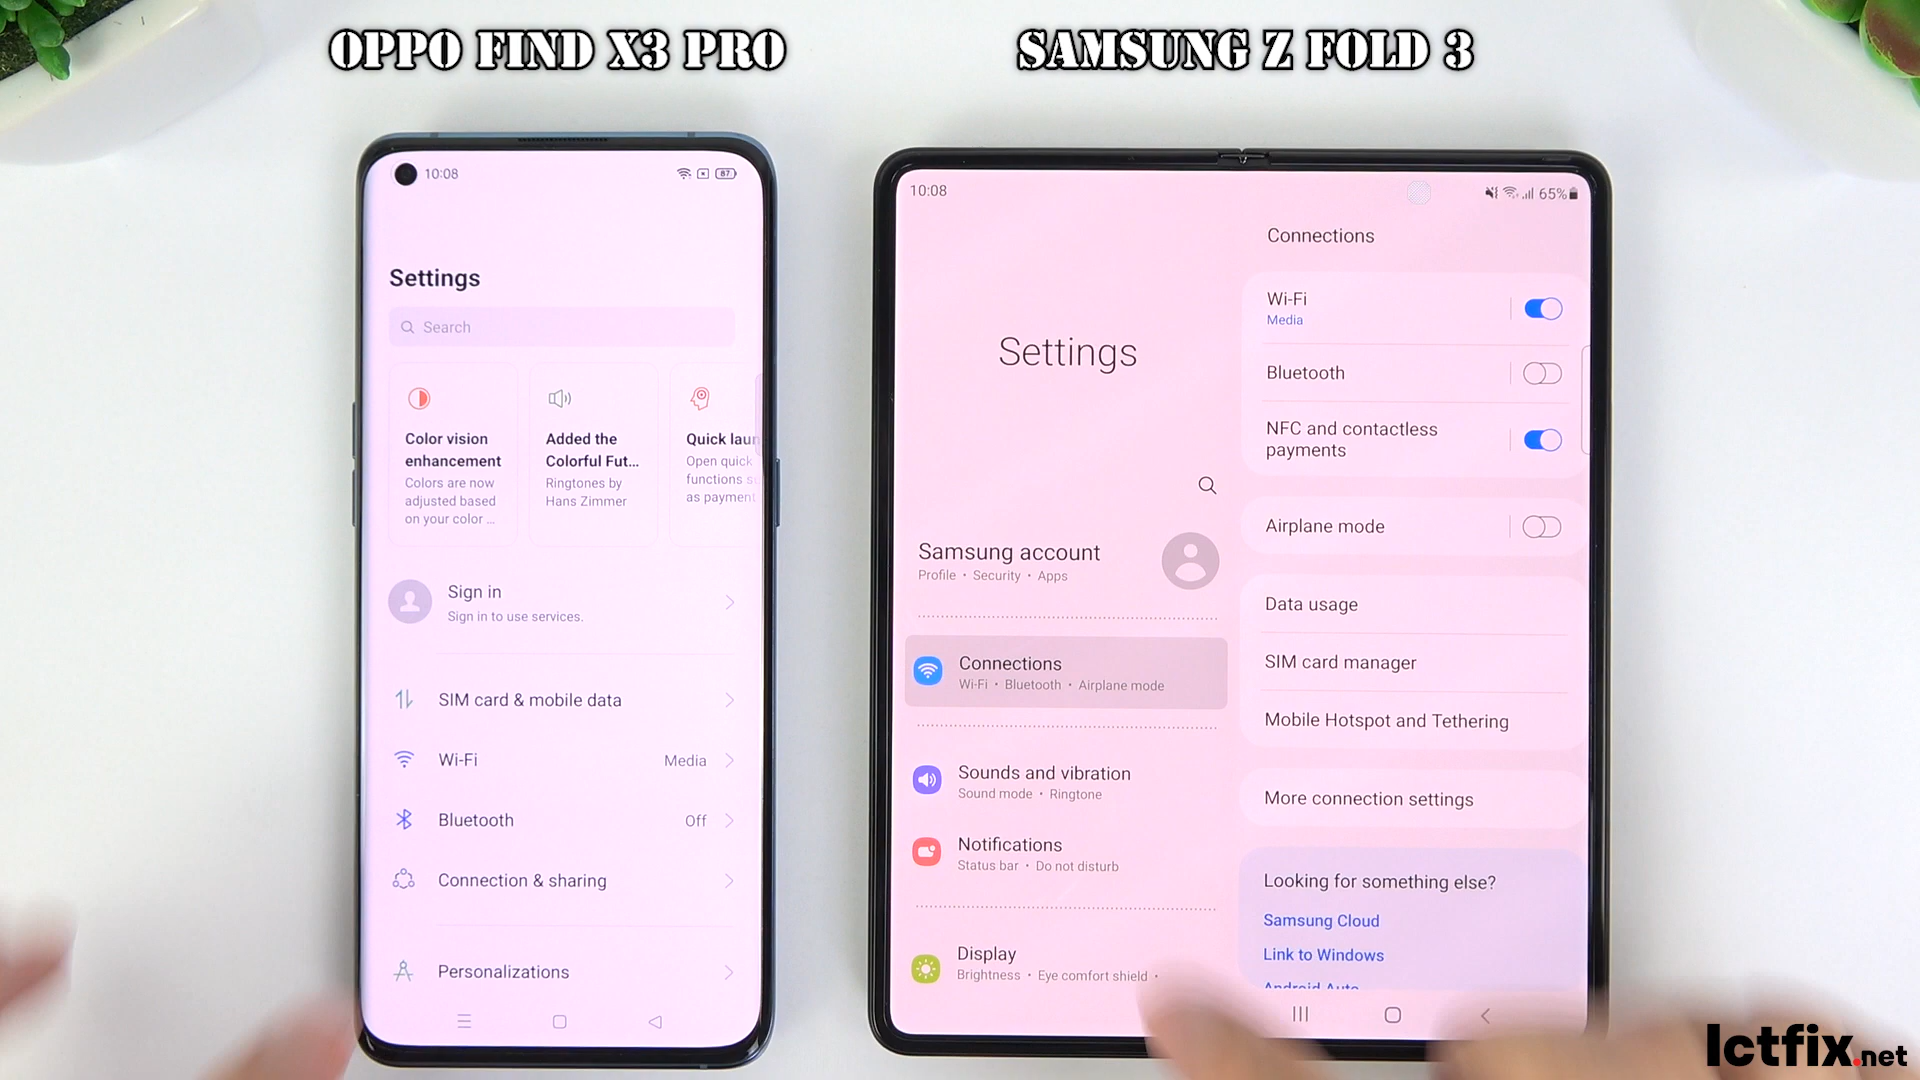 OPPO FIND X3 PRO
SAMSUNG Z FOLD 3
10:08
87
Settings
Search
Color vision
enhancement
Colors are now
adjusted based
on your color ...
Added the
Colorful Fut...
Ringtones by
Hans Zimmer
Quick laun
Open quick
functions s
as payment
Sign in
Sign in to use services.
SIM card & mobile data
Wi-Fi
Media
Bluetooth
Off
Connection & sharing
Personalizations
10:08
65%
Settings
Samsung account
Profile • Security • Apps
Connections
Wi-Fi • Bluetooth • Airplane mode
Sounds and vibration
Sound mode • Ringtone
Notifications
Status bar • Do not disturb
Display
Brightness • Eye comfort shield •
Connections
Wi-Fi
Media
Bluetooth
NFC and contactless
payments
Airplane mode
Data usage
SIM card manager
Mobile Hotspot and Tethering
More connection settings
Looking for something else?
Samsung Cloud
Link to Windows
Android Auto
Ictfix.net